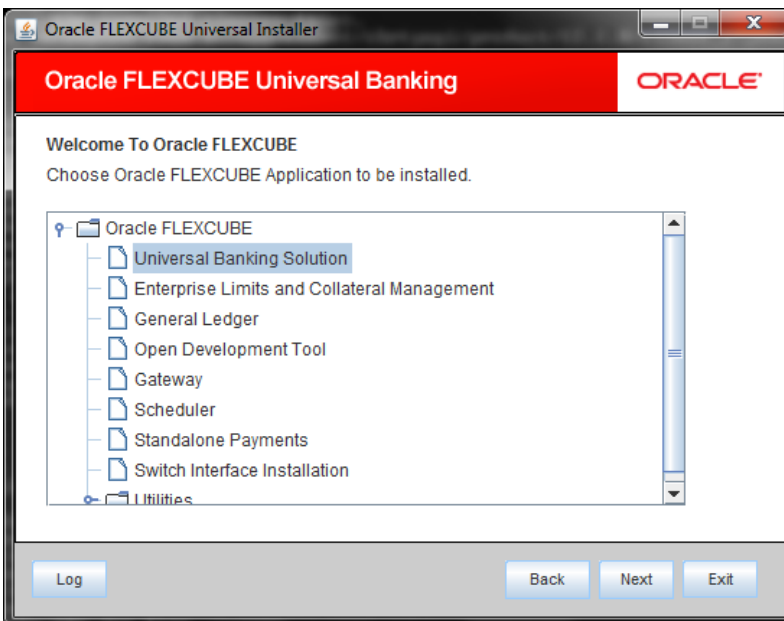 Oracle FLEXCUBE Universal Installer
Oracle FLEXCUBE Universal Banking
ORACLE
Welcome To Oracle FLEXCUBE
Choose Oracle FLEXCUBE Application to be installed.
Oracle FLEXCUBE
Universal Banking Solution
Enterprise Limits and Collateral Management
General Ledger
Open Development Tool
Gateway
Scheduler
Standalone Payments
Switch Interface Installation
Utilities
Log
Back Next Exit